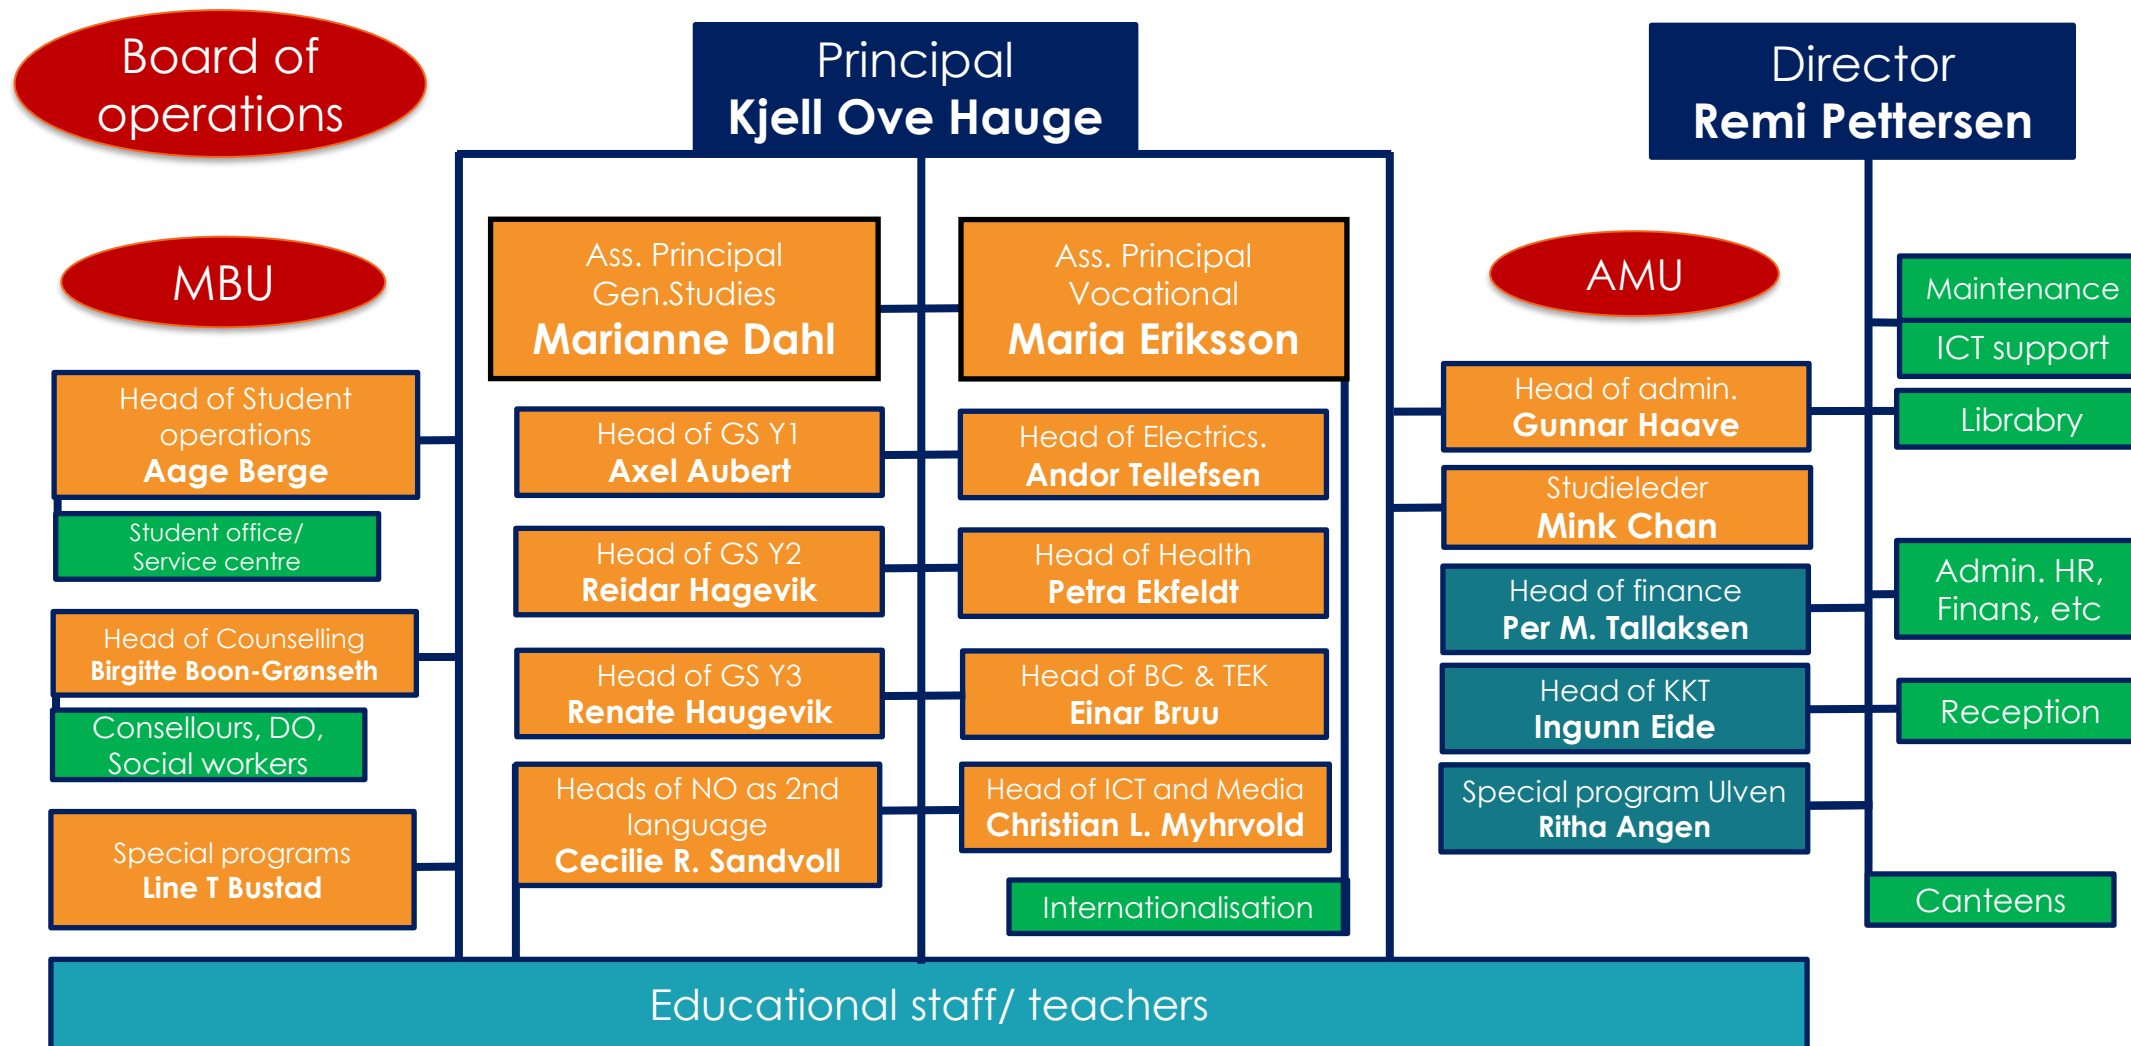 Board of
operations
Principal
Kjell Ove Hauge
Director
Remi Pettersen
MBU
Ass. Principal
Gen.Studies
Marianne Dahl
Ass. Principal
Vocational
Maria Eriksson
AMU
Maintenance
ICT support
Librabry
Head of Student
operations
Aage Berge
Student office/
Service centre
Head of Counselling
Birgitte Boon-Grønseth
Consellours, DO,
Social workers
Special programs
Line T Bustad
Head of GS Y1
Axel Aubert
Head of GS Y2
Reidar Hagevik
Head of GS Y3
Renate Haugevik
Heads of NO as 2nd
language
Cecilie R. Sandvoll
Head of Electrics.
Andor Tellefsen
Head of Health
Petra Ekfeldt
Head of BC & TEK
Einar Bruu
Head of ICT and Media
Christian L. Myhrvold
Internationalisation
Head of admin.
Gunnar Haave
Studieleder
Mink Chan
Head of finance
Per M. Tallaksen
Head of KKT
Ingunn Eide
Special program Ulven
Ritha Angen
Admin. HR,
Finans, etc
Reception
Canteens
Educational staff/ teachers